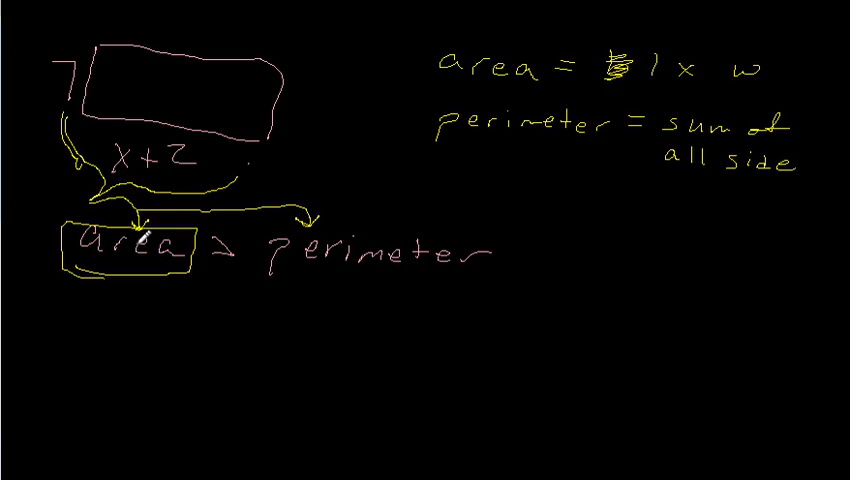 7
x + 2
area > perimeter
area = l x w
perimeter = sum of
all side